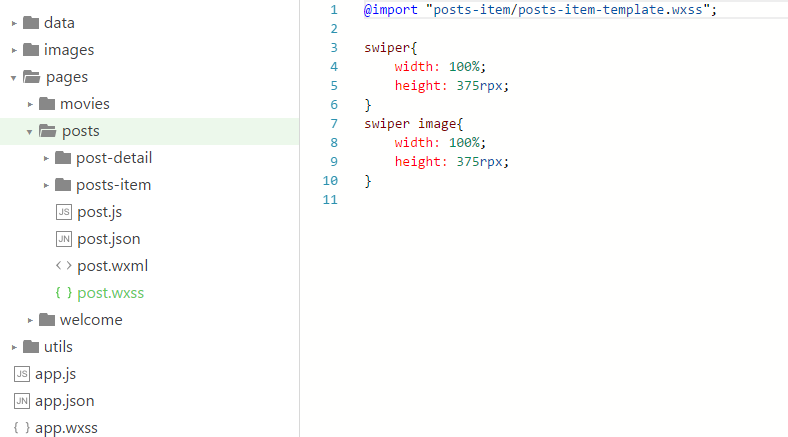 data
images
pages
movies
posts
post-detail
posts-item
JS post.js
JN post.json
<> post.wxml
{ } post.wxss
welcome
utils
JS app.js
JN app.json
{ } app.wxss
1 @import "posts-item/posts-item-template.wxss";
2
3 swiper{
4 width: 100%;
5 height: 375rpx;
6 }
7 swiper image{
8 width: 100%;
9 height: 375rpx;
10 }
11